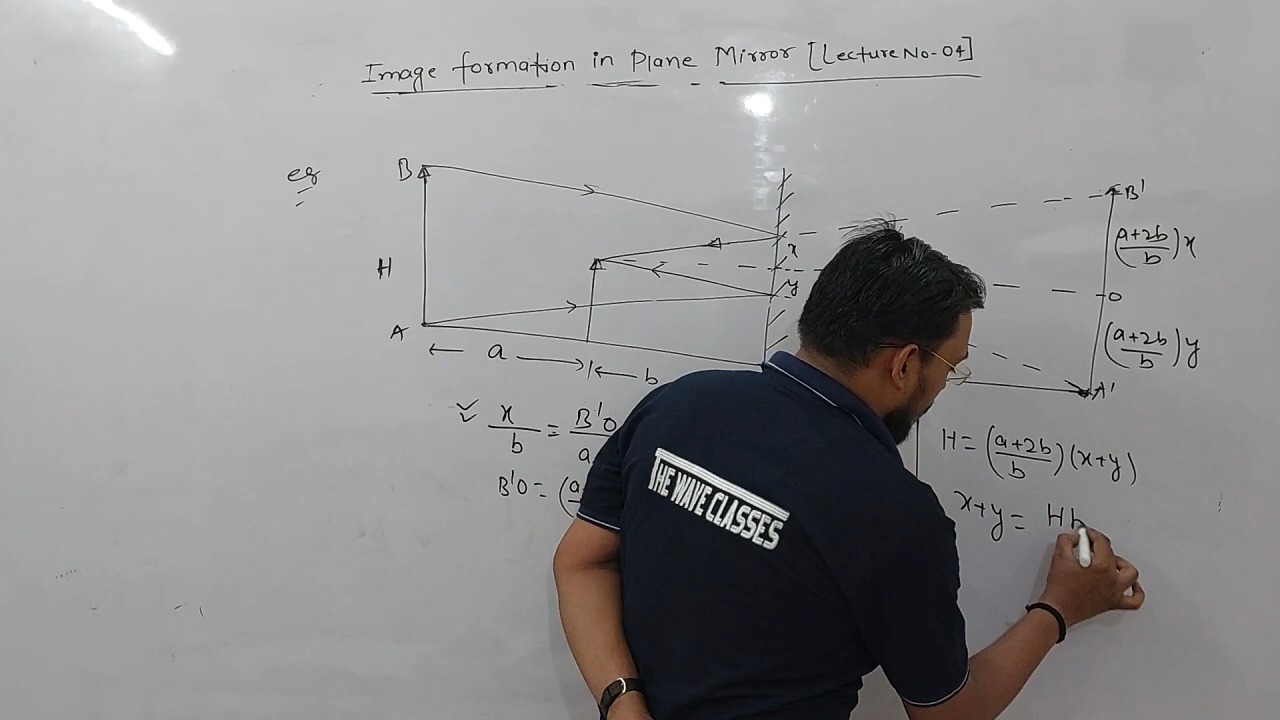 Image formation in Plane Mirror [Lecture No-04]
eg
B
H
A
a
b
x
y
B'
(a+2b/b)x
O
(a+2b/b)y
A'
x/b = B'O/a
B'O = (a
H = (a+2b/b)(x+y)
x+y = Hb
THE WAVE CLASSES